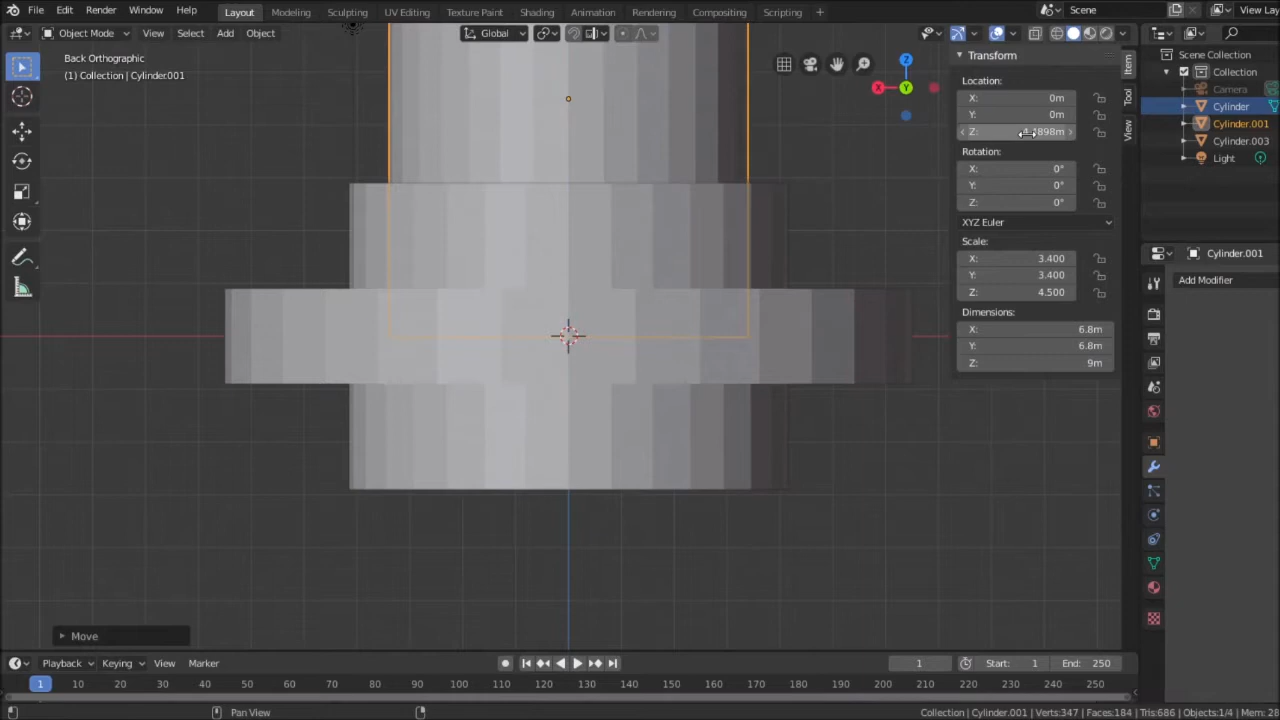 File Edit Render Window Help Layout Modeling Sculpting UV Editing Texture Paint Shading Animation Rendering Compositing Scripting + Scene View Lay
Object Mode View Select Add Object Global
Back Orthographic
(1) Collection | Cylinder.001
Z
X
Y
Transform
Location:
X: 0m
Y: 0m
Z:
Rotation:
X: 0°
Y: 0°
Z: 0°
XYZ Euler
Scale:
X: 3.400
Y: 3.400
Z: 4.500
Dimensions:
X: 6.8m
Y: 6.8m
Z: 9m
Item
Tool
View
Scene Collection
Collection
Camera
Cylinder
Cylinder.001
Cylinder.003
Light
Cylinder.001
Add Modifier
Move
Playback Keying View Marker 1 Start: 1 End: 250
1 10 20 30 40 50 60 70 80 90 100 110 120 130 140 150 160 170 180 190 200 210 220 230 240 250
Pan View
Collection | Cylinder.001 | Verts:347 | Faces:184 | Tris:686 | Objects:1/4 | Mem: 28